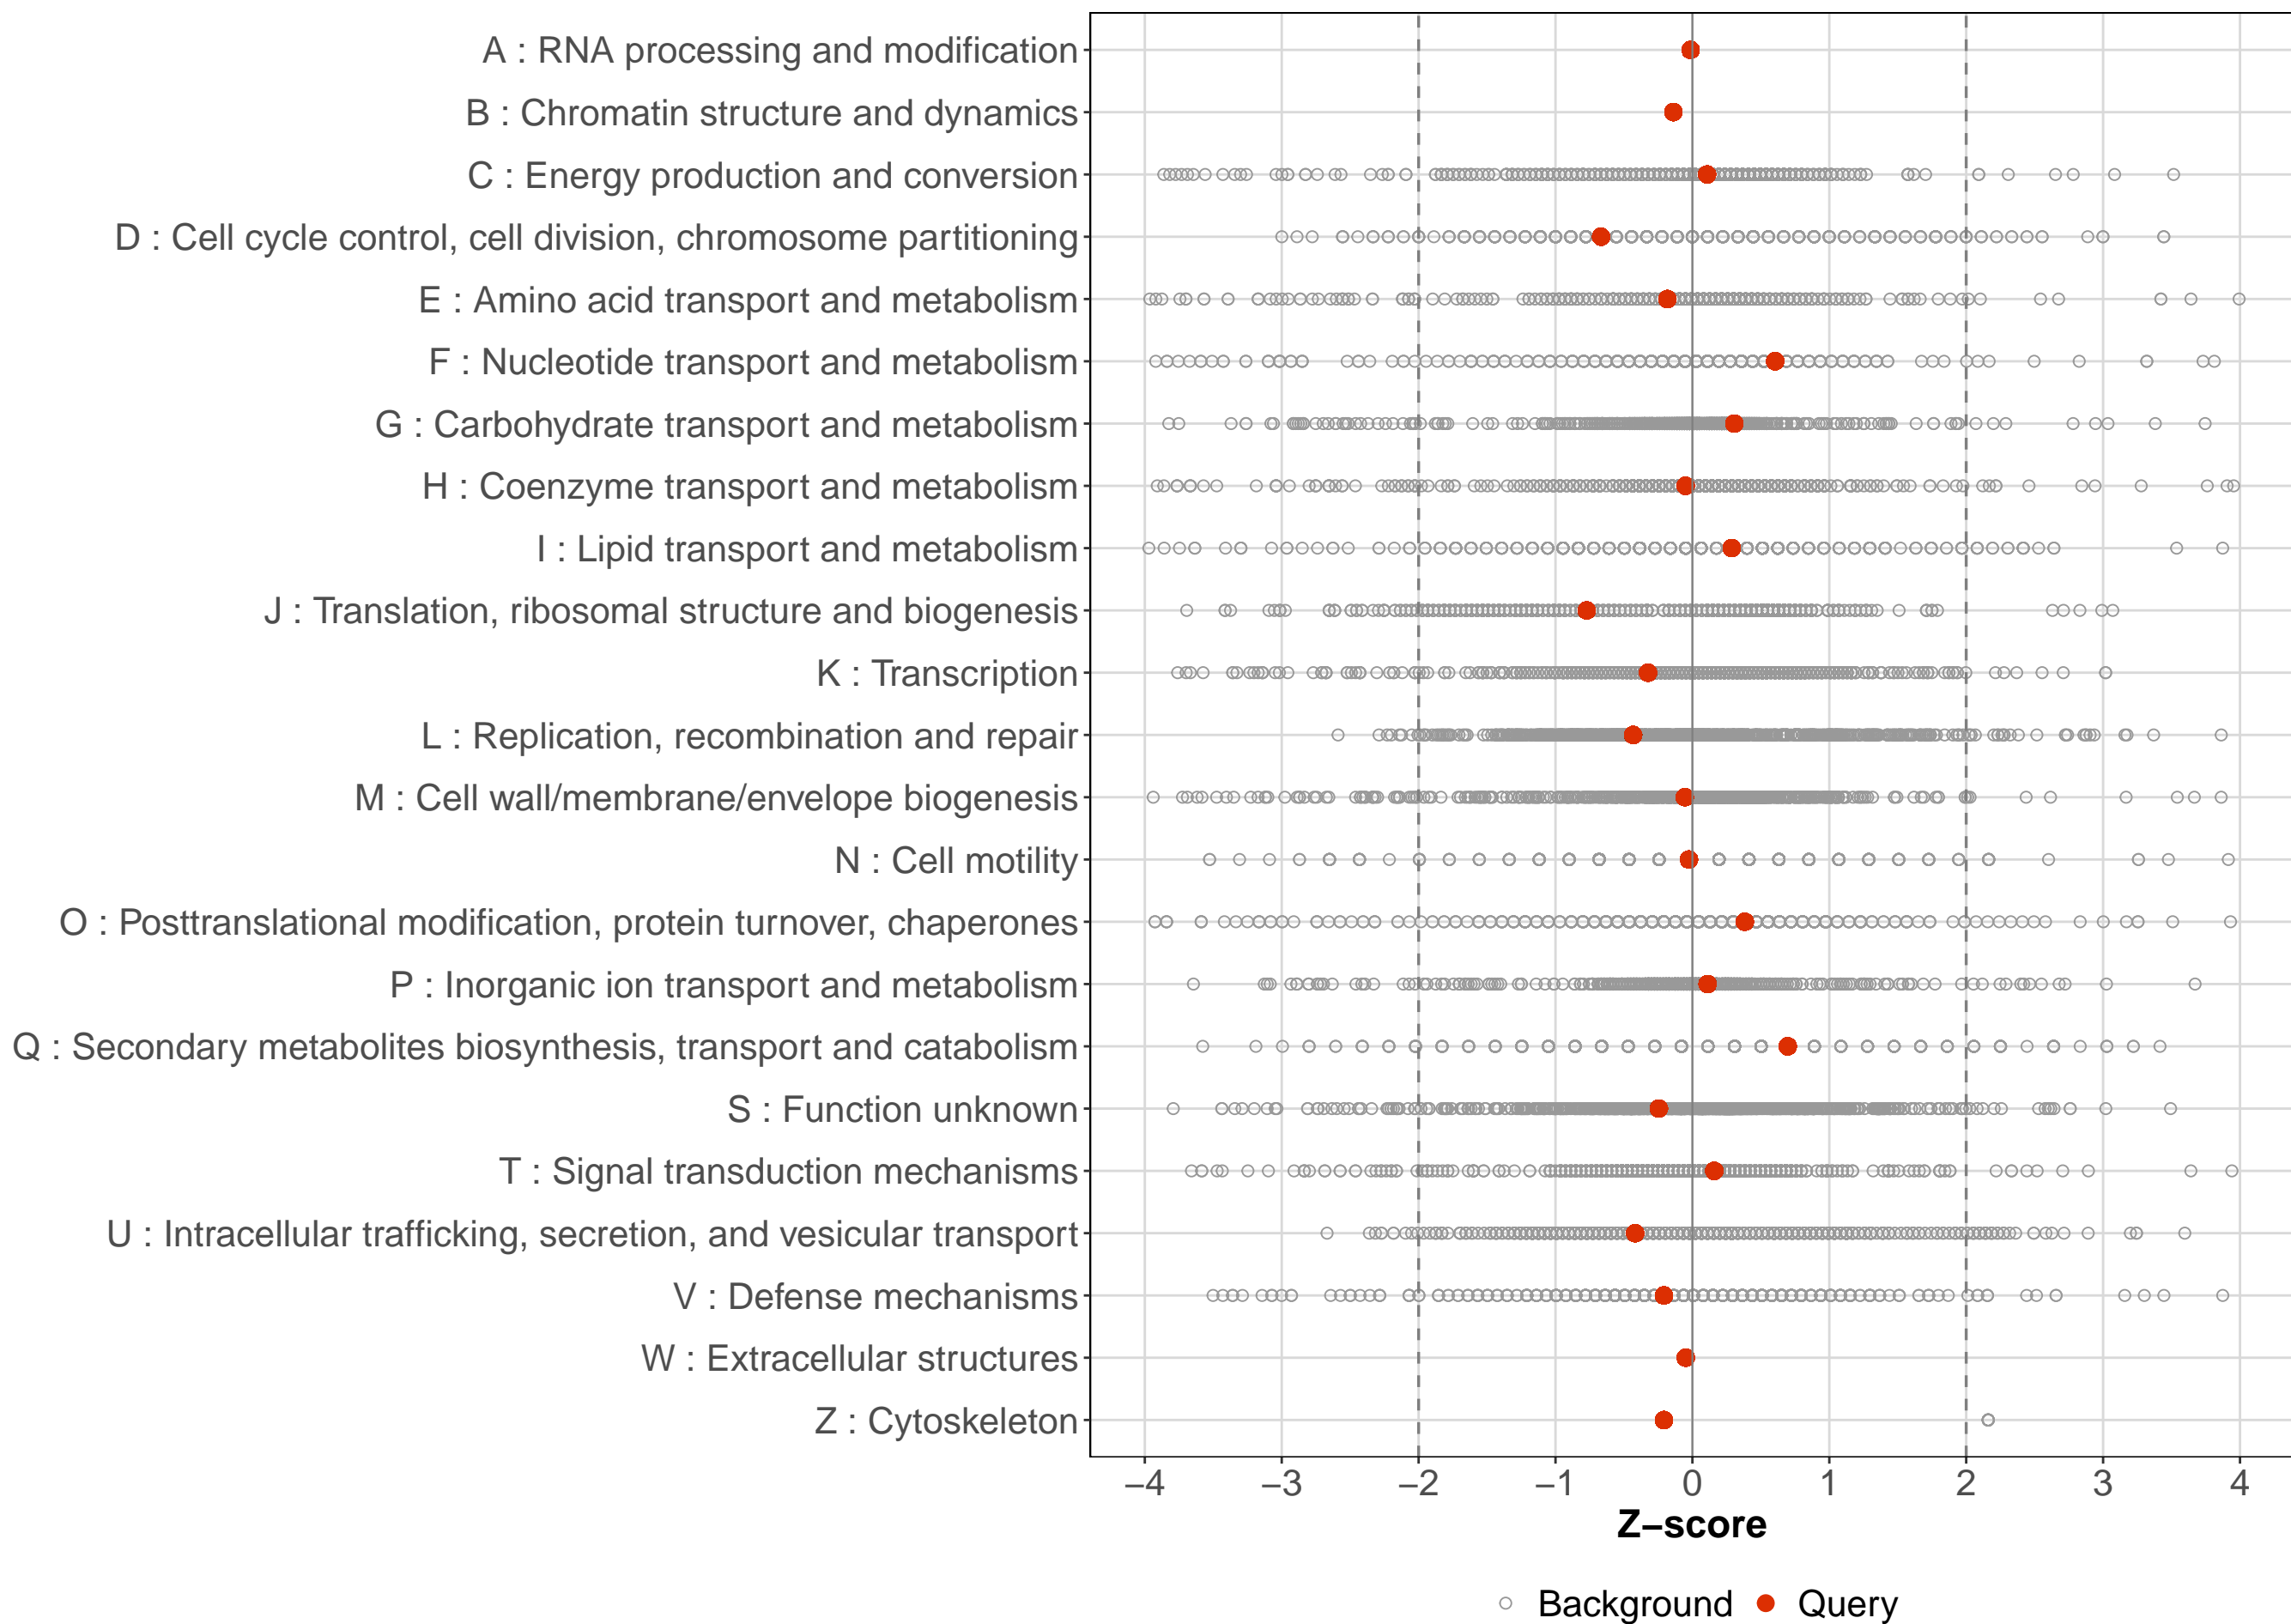 A : RNA processing and modification
B : Chromatin structure and dynamics
C : Energy production and conversion
D : Cell cycle control, cell division, chromosome partitioning
E : Amino acid transport and metabolism
F : Nucleotide transport and metabolism
G : Carbohydrate transport and metabolism
H : Coenzyme transport and metabolism
I : Lipid transport and metabolism
J : Translation, ribosomal structure and biogenesis
K : Transcription
L : Replication, recombination and repair
M : Cell wall/membrane/envelope biogenesis
N : Cell motility
O : Posttranslational modification, protein turnover, chaperones
P : Inorganic ion transport and metabolism
Q : Secondary metabolites biosynthesis, transport and catabolism
S : Function unknown
T : Signal transduction mechanisms
U : Intracellular trafficking, secretion, and vesicular transport
V : Defense mechanisms
W : Extracellular structures
Z : Cytoskeleton
−4 −3 −2 −1 0 1 2 3 4
Z−score
Background Query